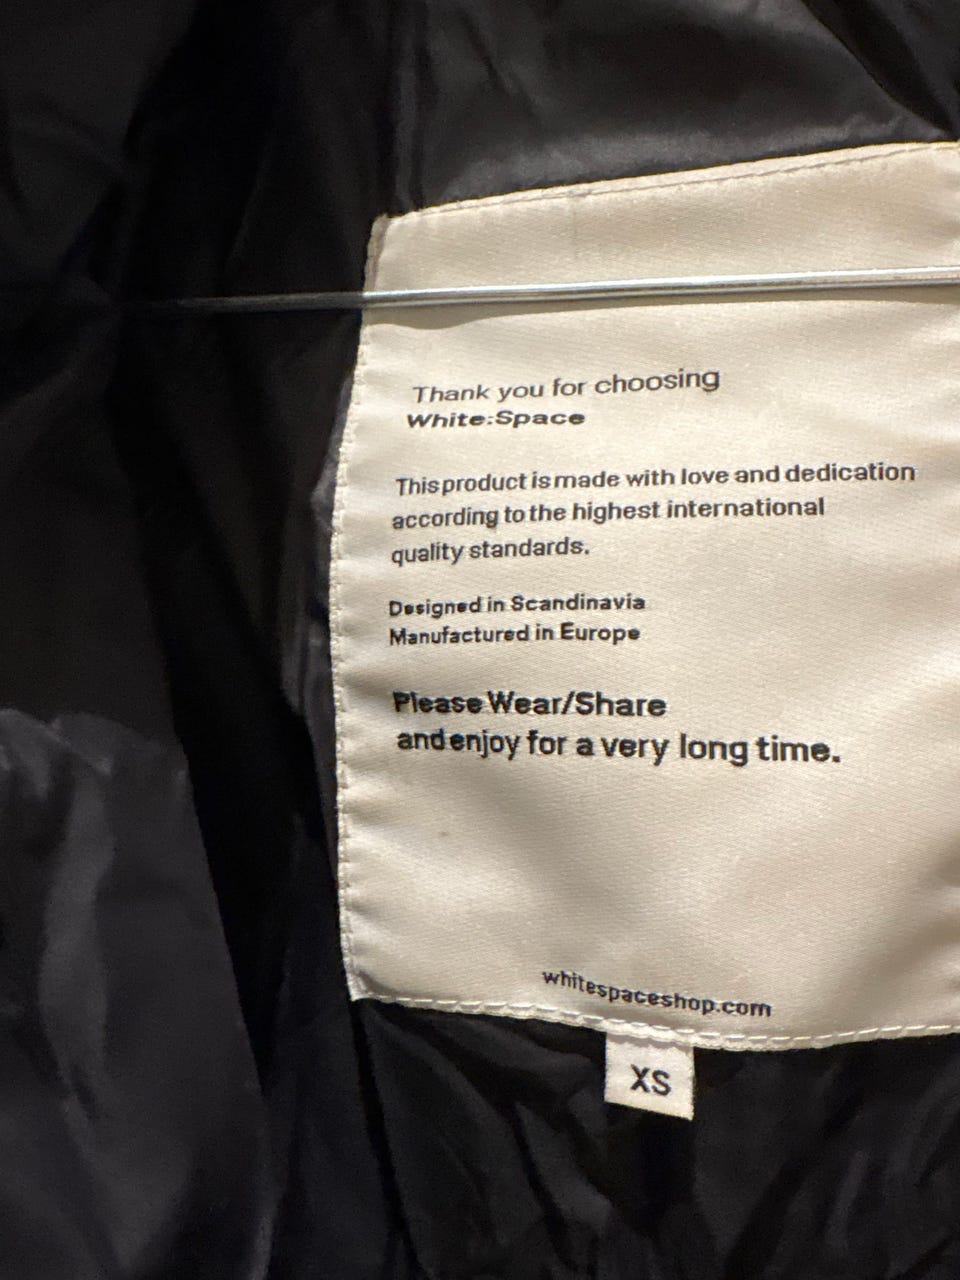 Thank you for choosing
White:Space
This product is made with love and dedication
according to the highest international
quality standards.
Designed in Scandinavia
Manufactured in Europe
Please Wear/Share
and enjoy for a very long time.
whitespaceshop.com
XS